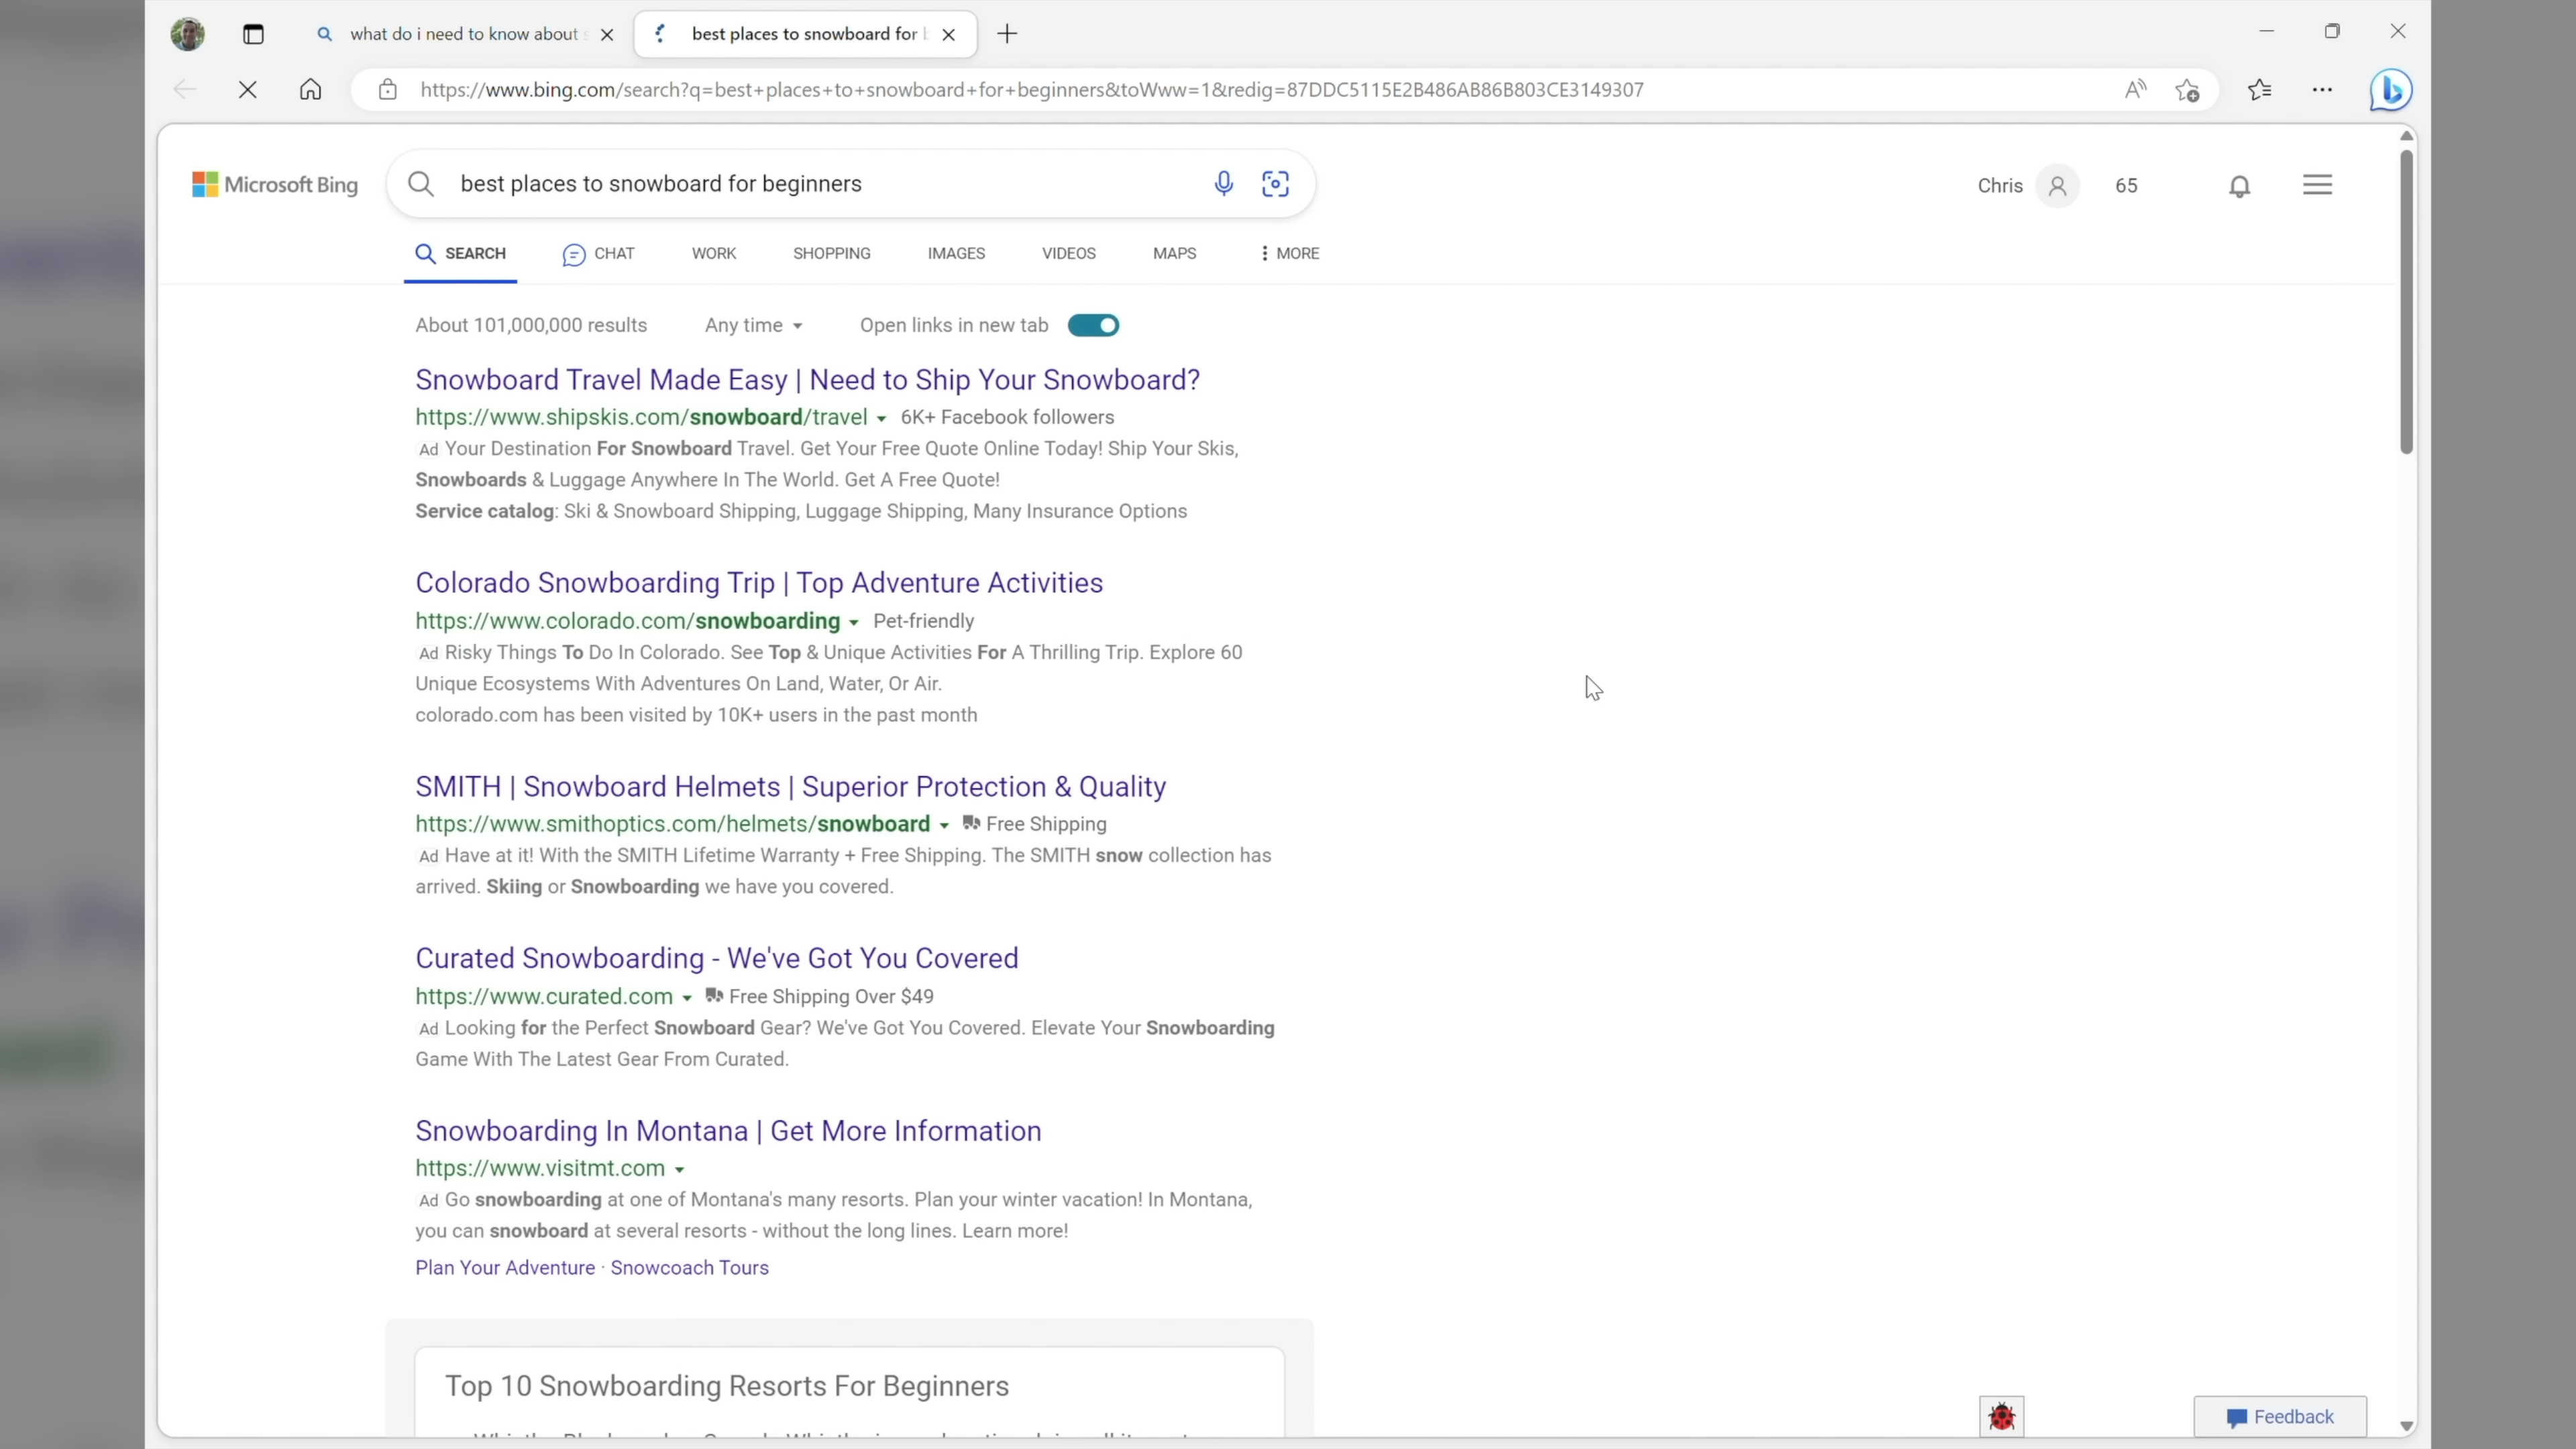 what do i need to know about
best places to snowboard for
https://www.bing.com/search?q=best+places+to+snowboard+for+beginners&toWww=1&redig=87DDC5115E2B486AB86B803CE3149307
Microsoft Bing
best places to snowboard for beginners
Chris
65
SEARCH CHAT WORK SHOPPING IMAGES VIDEOS MAPS MORE
About 101,000,000 results Any time Open links in new tab
Snowboard Travel Made Easy | Need to Ship Your Snowboard?
https://www.shipskis.com/snowboard/travel 6K+ Facebook followers
Ad Your Destination For Snowboard Travel. Get Your Free Quote Online Today! Ship Your Skis,
Snowboards & Luggage Anywhere In The World. Get A Free Quote!
Service catalog: Ski & Snowboard Shipping, Luggage Shipping, Many Insurance Options
Colorado Snowboarding Trip | Top Adventure Activities
https://www.colorado.com/snowboarding Pet-friendly
Ad Risky Things To Do In Colorado. See Top & Unique Activities For A Thrilling Trip. Explore 60
Unique Ecosystems With Adventures On Land, Water, Or Air.
colorado.com has been visited by 10K+ users in the past month
SMITH | Snowboard Helmets | Superior Protection & Quality
https://www.smithoptics.com/helmets/snowboard Free Shipping
Ad Have at it! With the SMITH Lifetime Warranty + Free Shipping. The SMITH snow collection has
arrived. Skiing or Snowboarding we have you covered.
Curated Snowboarding - We've Got You Covered
https://www.curated.com Free Shipping Over $49
Ad Looking for the Perfect Snowboard Gear? We've Got You Covered. Elevate Your Snowboarding
Game With The Latest Gear From Curated.
Snowboarding In Montana | Get More Information
https://www.visitmt.com
Ad Go snowboarding at one of Montana's many resorts. Plan your winter vacation! In Montana,
you can snowboard at several resorts - without the long lines. Learn more!
Plan Your Adventure · Snowcoach Tours
Top 10 Snowboarding Resorts For Beginners
Feedback